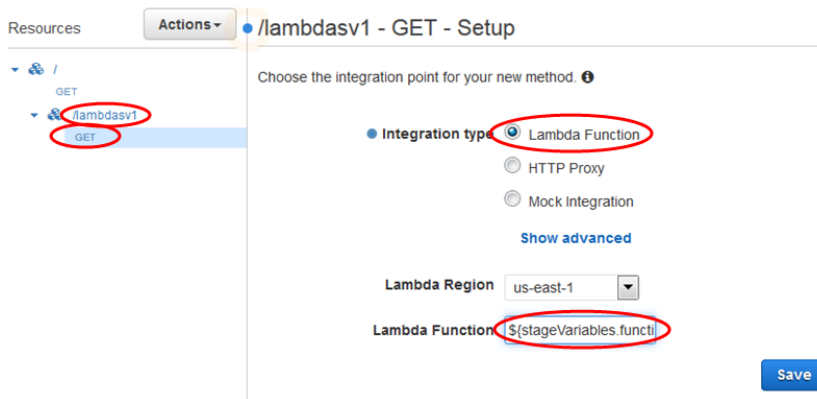 Resources
Actions
/
GET
/lambdasv1
GET
/lambdasv1 - GET - Setup
Choose the integration point for your new method.
Integration type
Lambda Function
HTTP Proxy
Mock Integration
Show advanced
Lambda Region us-east-1
Lambda Function ${stageVariables.functi
Save